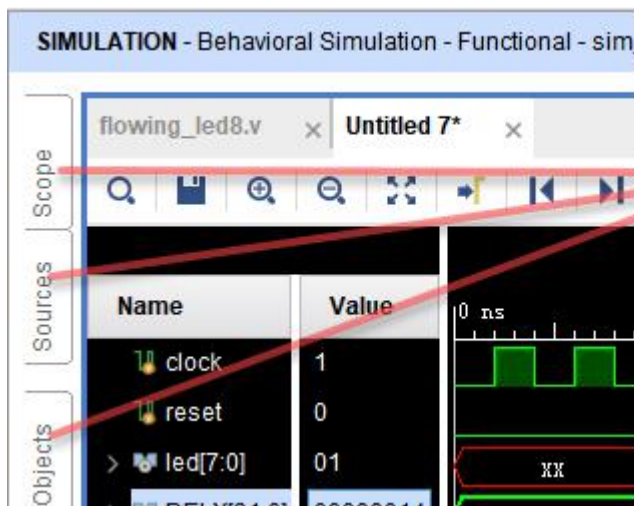 SIMULATION - Behavioral Simulation - Functional - sim
Scope
Sources
Objects
flowing_led8.v
Untitled 7*
Name Value
0 ns
clock 1
reset 0
led[7:0] 01
XX